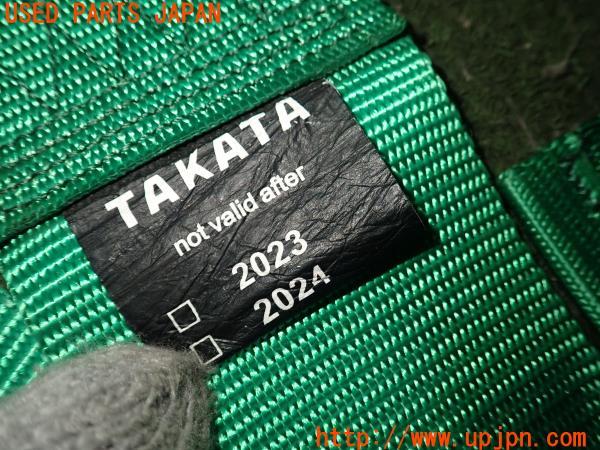 USED PARTS JAPAN
TAKATA
not valid after
2023
2024
http://www.upjpn.com